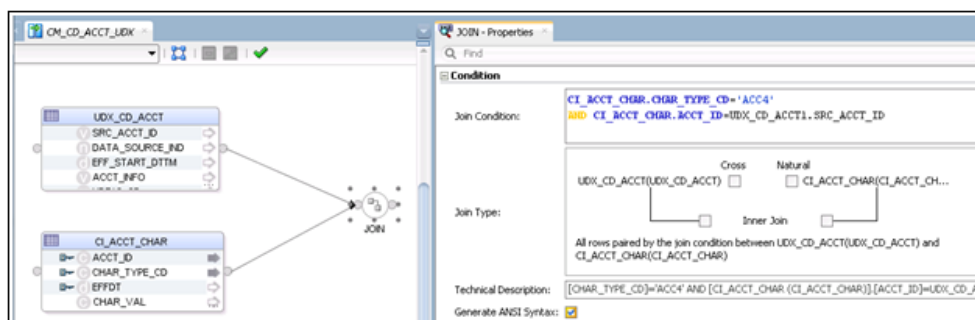 CM_CD_ACCT_UDX
UDX_CD_ACCT
SRC_ACCT_ID
DATA_SOURCE_IND
EFF_START_DTTM
ACCT_INFO
JOIN
CI_ACCT_CHAR
ACCT_ID
CHAR_TYPE_CD
EFFDT
CHAR_VAL
JOIN - Properties
Find
Condition
Join Condition:
CI_ACCT_CHAR.CHAR_TYPE_CD='ACC4'
AND CI_ACCT_CHAR.ACCT_ID=UDX_CD_ACCT1.SRC_ACCT_ID
Cross Natural
UDX_CD_ACCT(UDX_CD_ACCT) CI_ACCT_CHAR(CI_ACCT_CH...
Join Type:
Inner Join
All rows paired by the join condition between UDX_CD_ACCT(UDX_CD_ACCT) and
CI_ACCT_CHAR(CI_ACCT_CHAR)
Technical Description: [CHAR_TYPE_CD]='ACC4' AND [CI_ACCT_CHAR (CI_ACCT_CHAR)].[ACCT_ID]=UDX_CD_A
Generate ANSI Syntax: